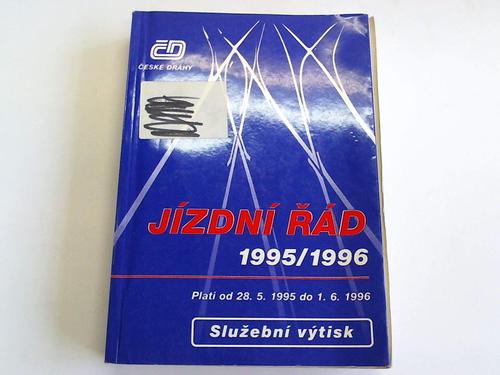 ČD
ČESKÉ DRÁHY
JÍZDNÍ ŘÁD
1995/1996
Platí od 28. 5. 1995 do 1. 6. 1996
Služební výtisk